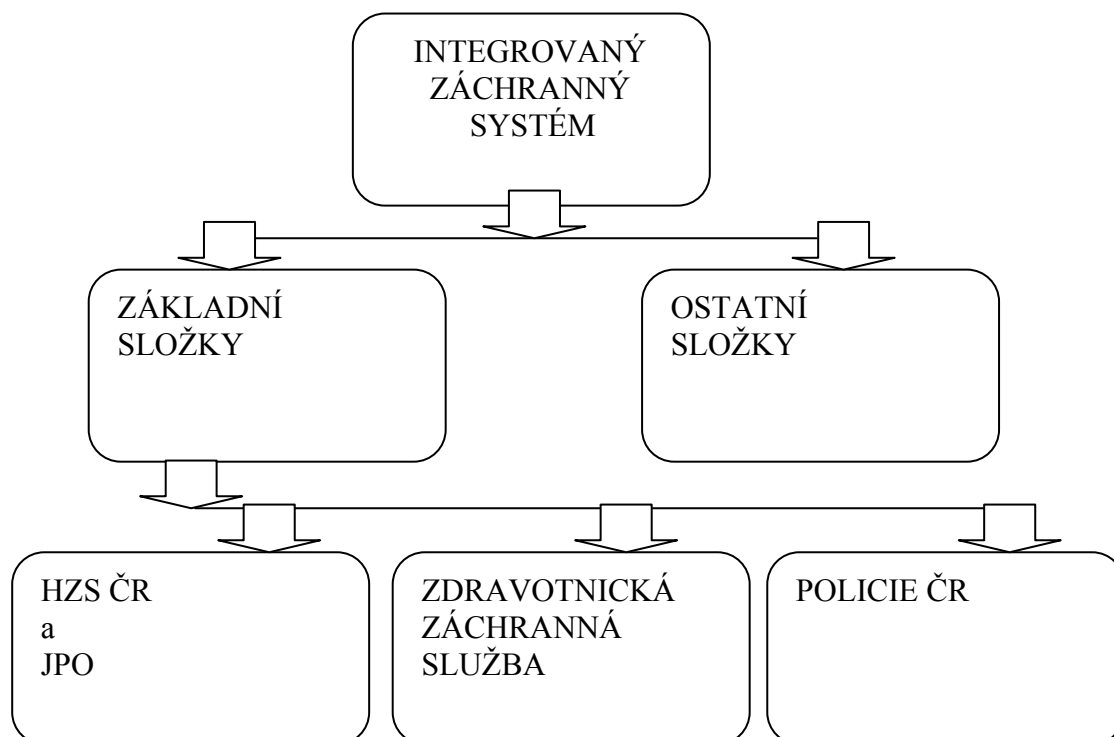 INTEGROVANÝ
ZÁCHRANNÝ
SYSTÉM
ZÁKLADNÍ
SLOŽKY
OSTATNÍ
SLOŽKY
HZS ČR
a
JPO
ZDRAVOTNICKÁ
ZÁCHRANNÁ
SLUŽBA
POLICIE ČR